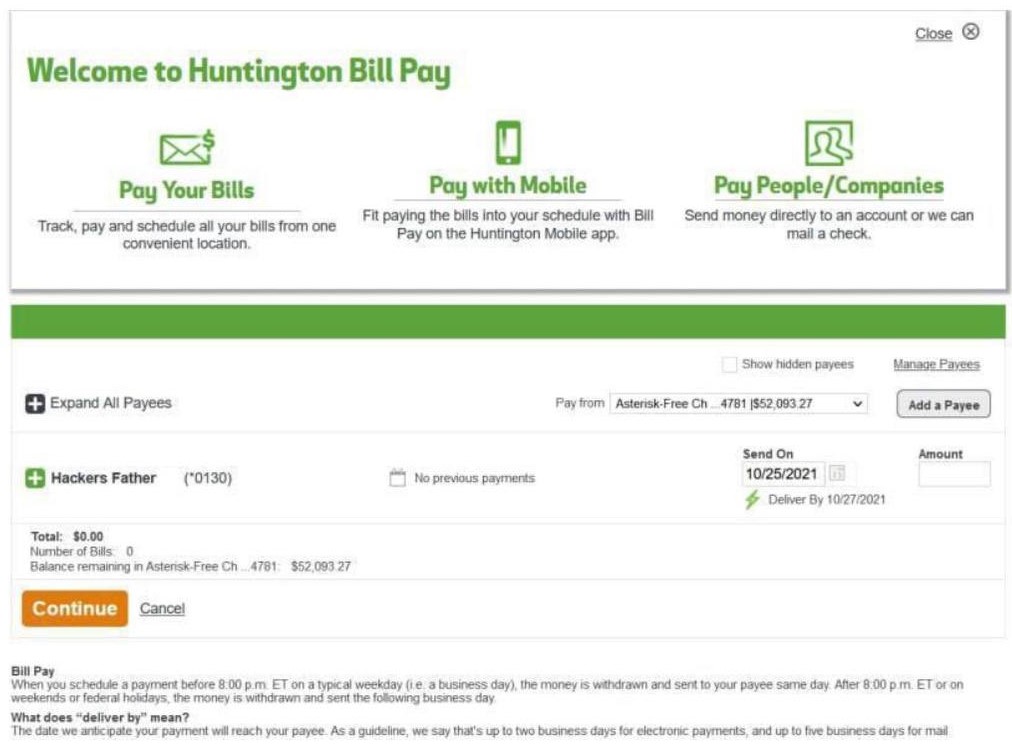 Close
Welcome to Huntington Bill Pay
Pay Your Bills
Track, pay and schedule all your bills from one
convenient location.
Pay with Mobile
Fit paying the bills into your schedule with Bill
Pay on the Huntington Mobile app.
Pay People/Companies
Send money directly to an account or we can
mail a check.
Show hidden payees Manage Payees
Expand All Payees Pay from Asterisk-Free Ch ...4781 |$52,093.27 Add a Payee
Send On Amount
Hackers Father (*0130) No previous payments 10/25/2021
Deliver By 10/27/2021
Total: $0.00
Number of Bills: 0
Balance remaining in Asterisk-Free Ch ...4781: $52,093.27
Continue Cancel
Bill Pay
When you schedule a payment before 8:00 p.m. ET on a typical weekday (i.e. a business day), the money is withdrawn and sent to your payee same day. After 8:00 p.m. ET or on
weekends or federal holidays, the money is withdrawn and sent the following business day.
What does "deliver by" mean?
The date we anticipate your payment will reach your payee. As a guideline, we say that's up to two business days for electronic payments, and up to five business days for mail